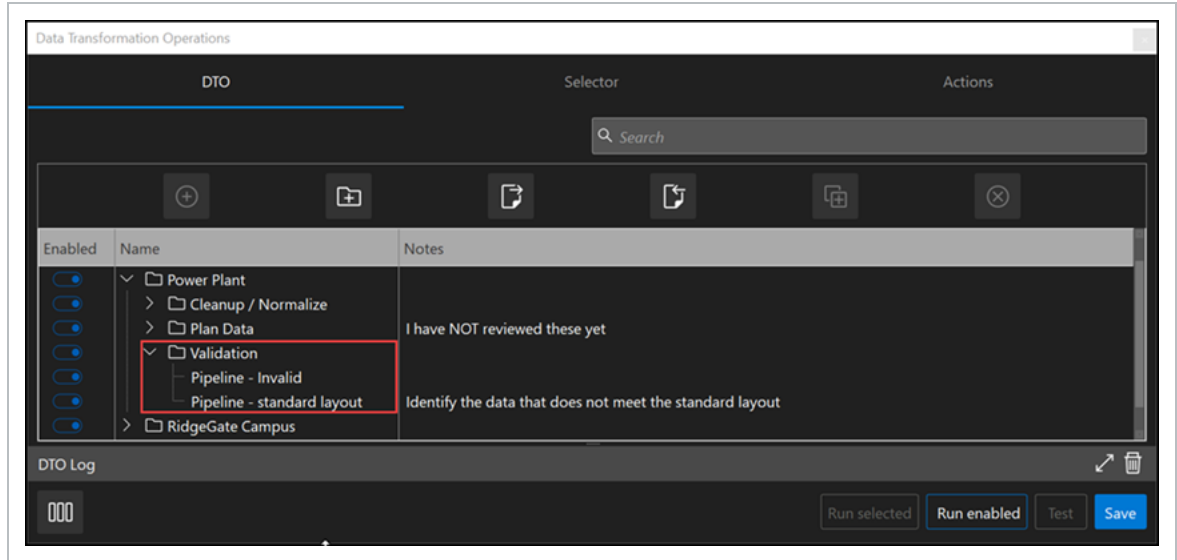 Data Transformation Operations
DTO Selector Actions
Search
Enabled Name Notes
Power Plant
Cleanup / Normalize
Plan Data I have NOT reviewed these yet
Validation
Pipeline - Invalid
Pipeline - standard layout Identify the data that does not meet the standard layout
RidgeGate Campus
DTO Log
Run selected Run enabled Test Save